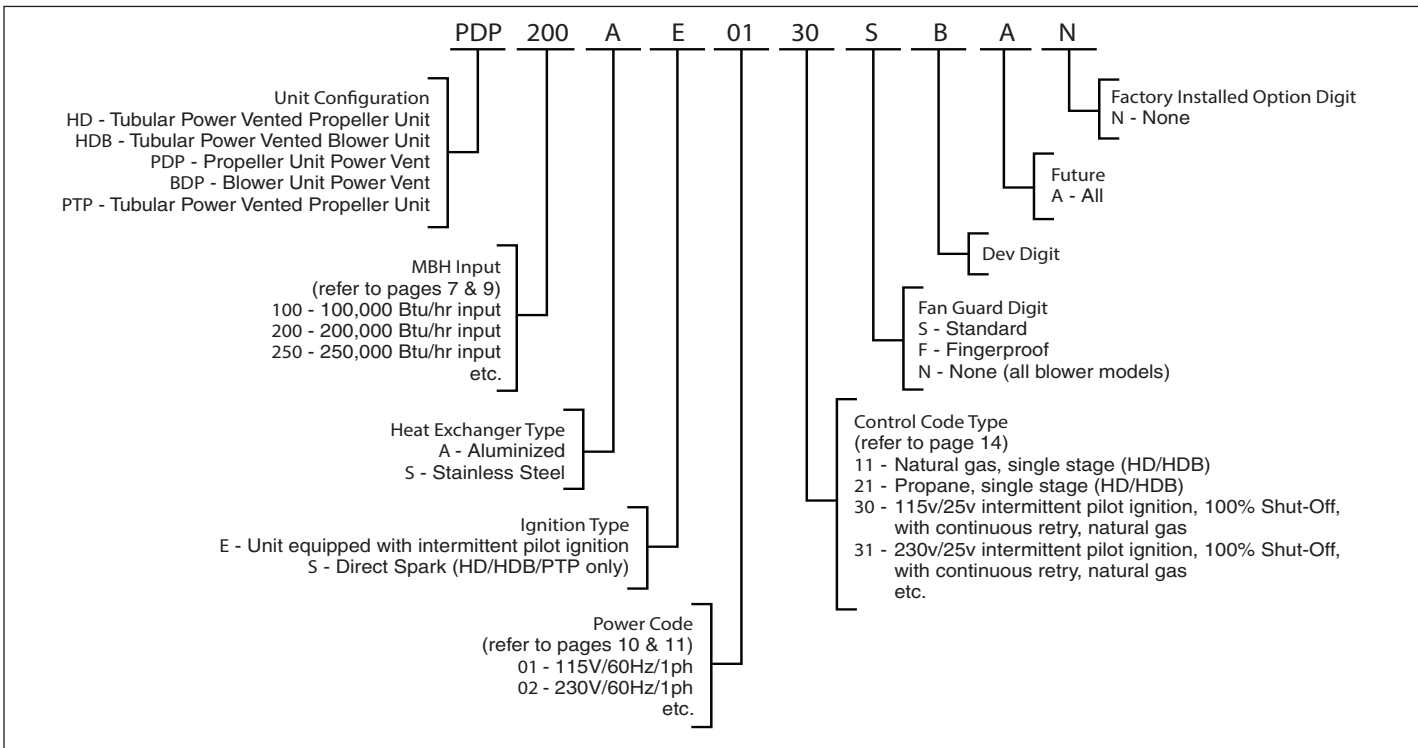 PDP 200 A E 01 30 S B A N
Unit Configuration
HD - Tubular Power Vented Propeller Unit
HDB - Tubular Power Vented Blower Unit
PDP - Propeller Unit Power Vent
BDP - Blower Unit Power Vent
PTP - Tubular Power Vented Propeller Unit
MBH Input
(refer to pages 7 & 9)
100 - 100,000 Btu/hr input
200 - 200,000 Btu/hr input
250 - 250,000 Btu/hr input
etc.
Heat Exchanger Type
A - Aluminized
S - Stainless Steel
Ignition Type
E - Unit equipped with intermittent pilot ignition
S - Direct Spark (HD/HDB/PTP only)
Power Code
(refer to pages 10 & 11)
01 - 115V/60Hz/1ph
02 - 230V/60Hz/1ph
etc.
Factory Installed Option Digit
N - None
Future
A - All
Dev Digit
Fan Guard Digit
S - Standard
F - Fingerproof
N - None (all blower models)
Control Code Type
(refer to page 14)
11 - Natural gas, single stage (HD/HDB)
21 - Propane, single stage (HD/HDB)
30 - 115v/25v intermittent pilot ignition, 100% Shut-Off,
with continuous retry, natural gas
31 - 230v/25v intermittent pilot ignition, 100% Shut-Off,
with continuous retry, natural gas
etc.